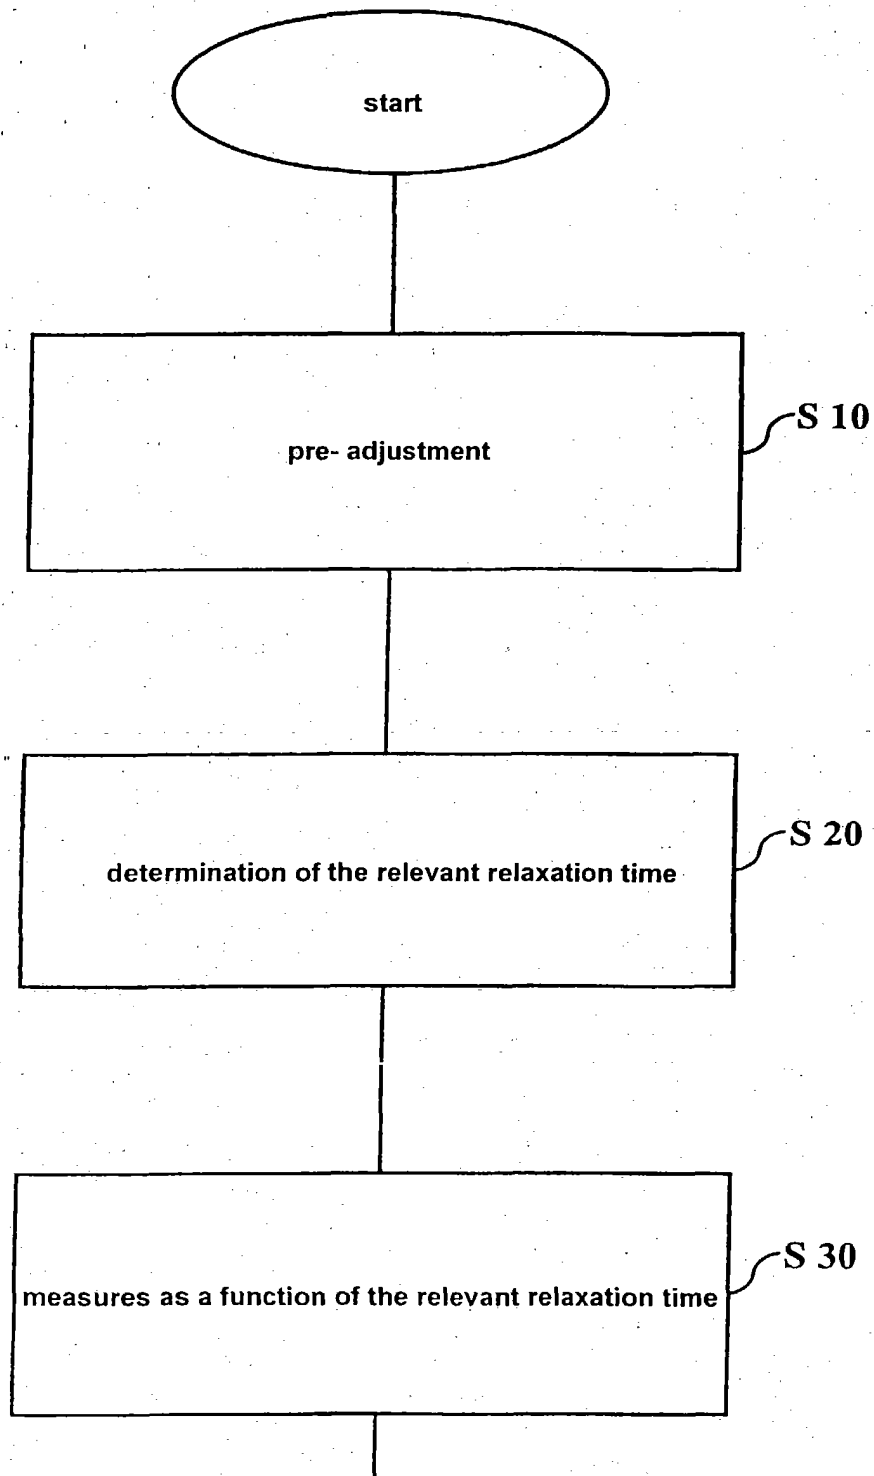 start
S 10
pre- adjustment
S 20
determination of the relevant relaxation time
S 30
measures as a function of the relevant relaxation time